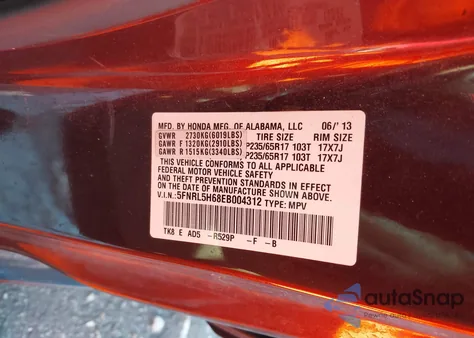 MFD. BY HONDA MFG. OF ALABAMA, LLC 06/'13
GVWR 2730KG(6019LBS) TIRE SIZE RIM SIZE
GAWR F 1320KG(2910LBS) P235/65R17 103T 17X7J
GAWR R 1515KG(3340LBS) P235/65R17 103T 17X7J
THIS VEHICLE CONFORMS TO ALL APPLICABLE
FEDERAL MOTOR VEHICLE SAFETY AND
THEFT PREVENTION STANDARDS IN EFFECT ON
THE DATE OF MANUFACTURE SHOWN ABOVE.
V.I.N.:5FNRL5H68EB004312 TYPE: MPV
TK8 E AD5 -R529P -F -B
autoSnap